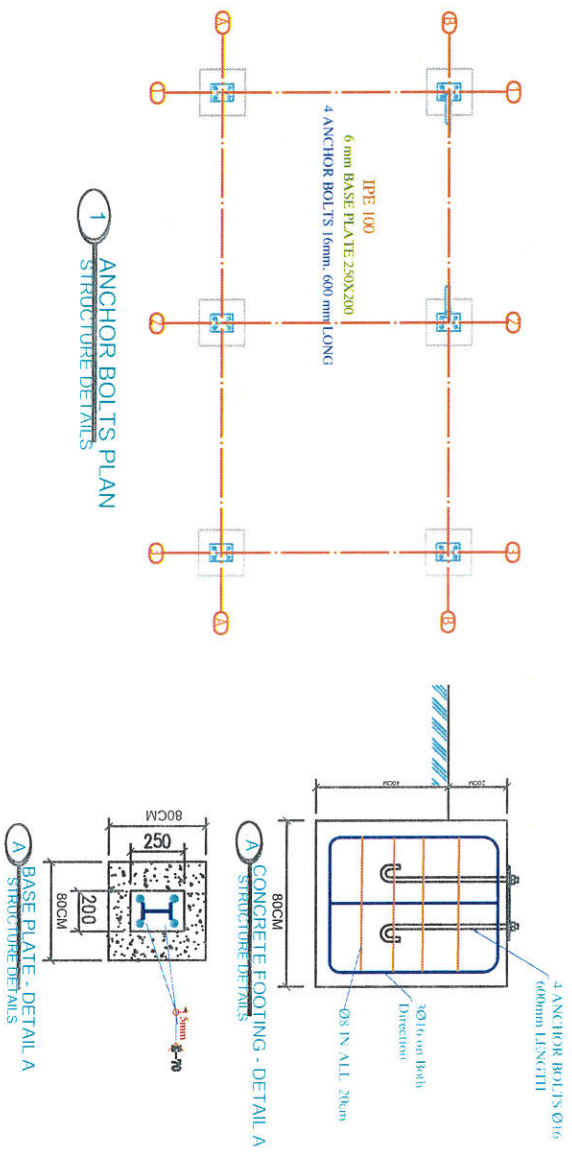 A
A
B
B
1
1
2
2
3
3
IPE 100
6 mm BASE PLATE 250X200
4 ANCHOR BOLTS 16mm. 600 mm LONG
1
ANCHOR BOLTS PLAN
STRUCTURE DETAILS
4 ANCHOR BOLTS Ø16
600mm LENGTH
3Ø16 on Both
Direction
Ø8 IN ALL 20cm
20CM
40CM
80CM
A
CONCRETE FOOTING - DETAIL A
STRUCTURE DETAILS
80CM
250
200
80CM
5mm
A
BASE PLATE - DETAIL A
STRUCTURE DETAILS